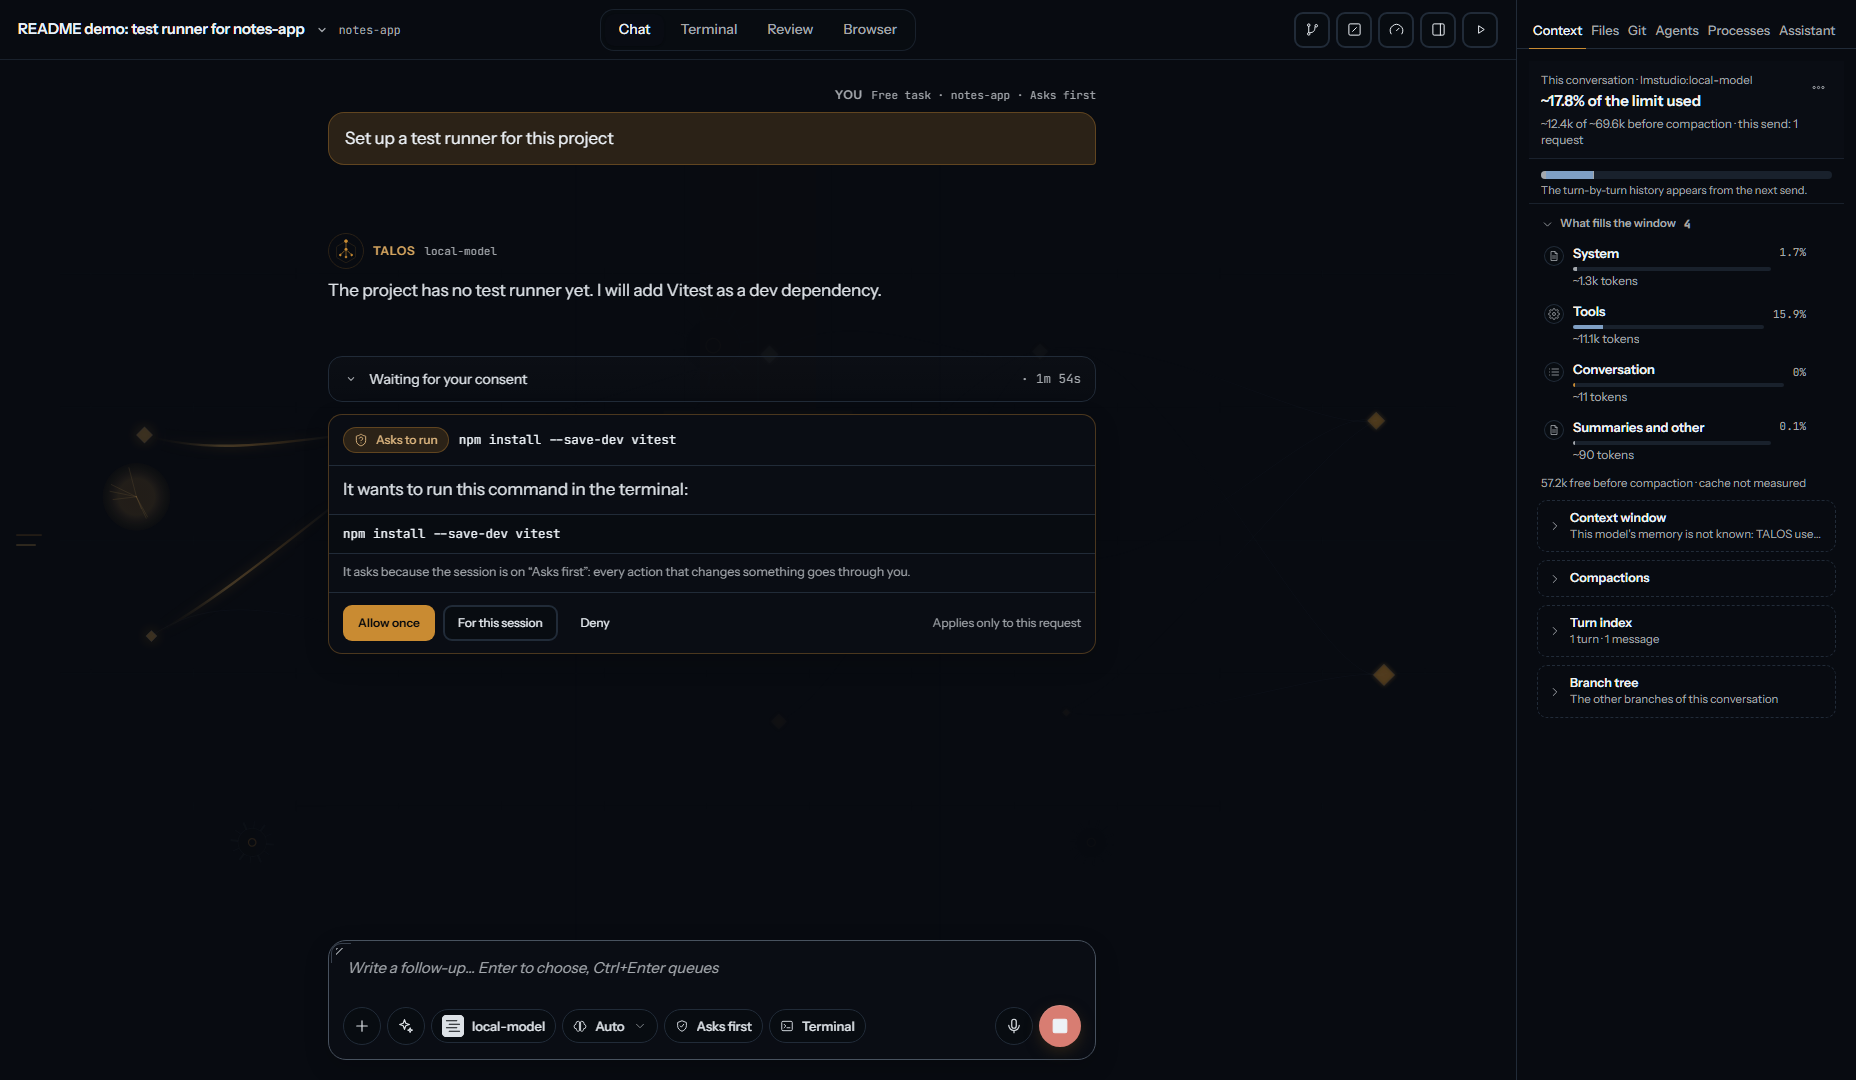 README demo: test runner for notes-app
notes-app
Chat
Terminal
Review
Browser
YOU Free task · notes-app · Asks first
Set up a test runner for this project
TALOS local-model
The project has no test runner yet. I will add Vitest as a dev dependency.
Waiting for your consent
· 1m 54s
Asks to run
npm install --save-dev vitest
It wants to run this command in the terminal:
npm install --save-dev vitest
It asks because the session is on “Asks first”: every action that changes something goes through you.
Allow once
For this session
Deny
Applies only to this request
Write a follow-up... Enter to choose, Ctrl+Enter queues
local-model
Auto
Asks first
Terminal
Context
Files
Git
Agents
Processes
Assistant
This conversation · lmstudio:local-model
~17.8% of the limit used
~12.4k of ~69.6k before compaction · this send: 1
request
The turn-by-turn history appears from the next send.
What fills the window 4
System
1.7%
~1.3k tokens
Tools
15.9%
~11.1k tokens
Conversation
0%
~11 tokens
Summaries and other
0.1%
~90 tokens
57.2k free before compaction · cache not measured
Context window
This model's memory is not known: TALOS use...
Compactions
Turn index
1 turn · 1 message
Branch tree
The other branches of this conversation